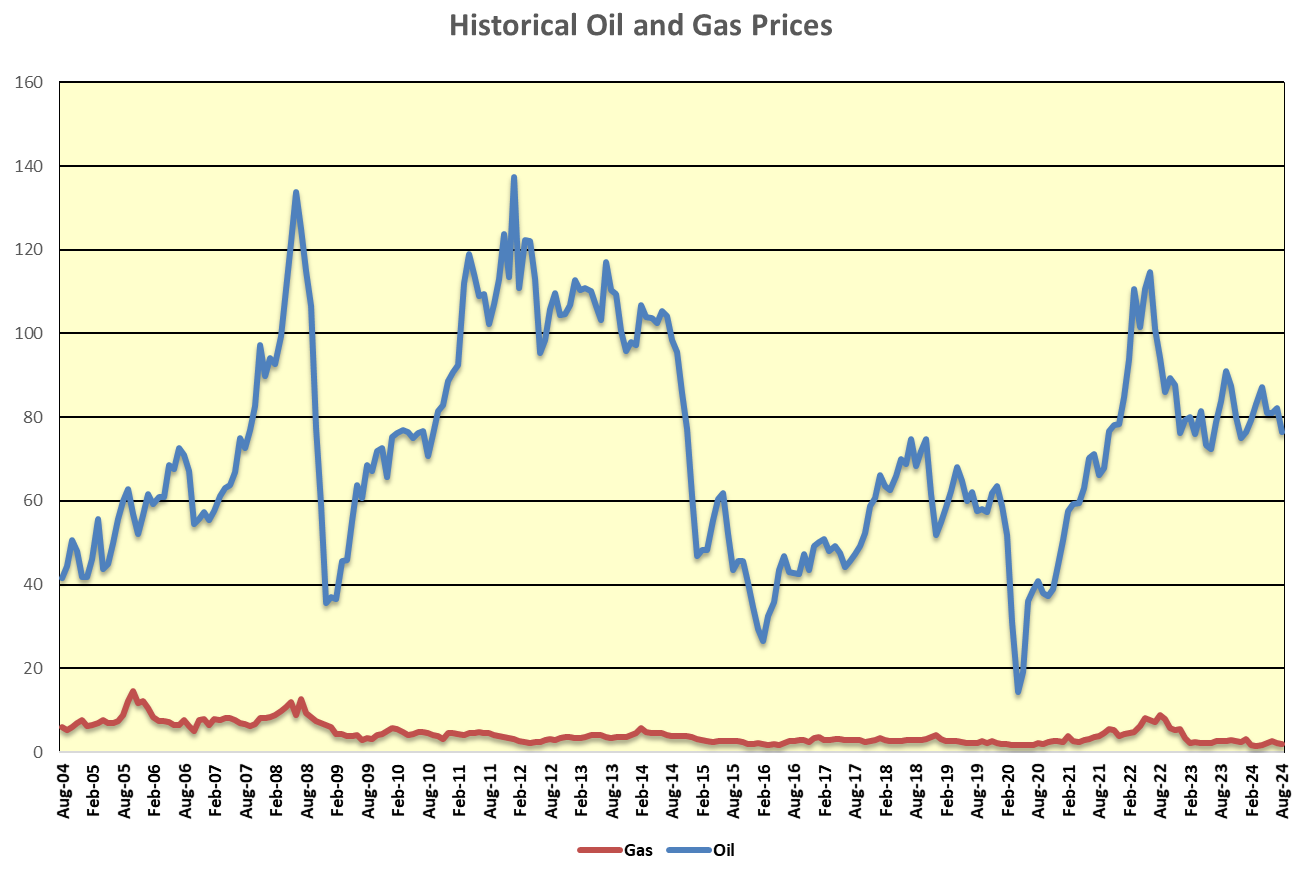 Historical Oil and Gas Prices
160
140
120
100
80
60
40
20
0
Aug-04
Feb-05
Aug-05
Feb-06
Aug-06
Feb-07
Aug-07
Feb-08
Aug-08
Feb-09
Aug-09
Feb-10
Aug-10
Feb-11
Aug-11
Feb-12
Aug-12
Feb-13
Aug-13
Feb-14
Aug-14
Feb-15
Aug-15
Feb-16
Aug-16
Feb-17
Aug-17
Feb-18
Aug-18
Feb-19
Aug-19
Feb-20
Aug-20
Feb-21
Aug-21
Feb-22
Aug-22
Feb-23
Aug-23
Feb-24
Aug-24
Gas Oil